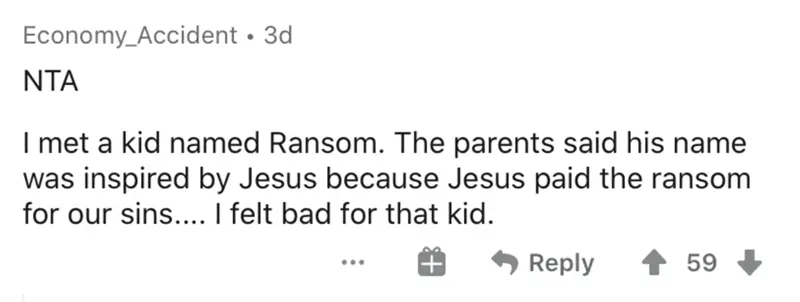 Economy_Accident • 3d
NTA
I met a kid named Ransom. The parents said his name
was inspired by Jesus because Jesus paid the ransom
for our sins.... I felt bad for that kid.
... Reply 59